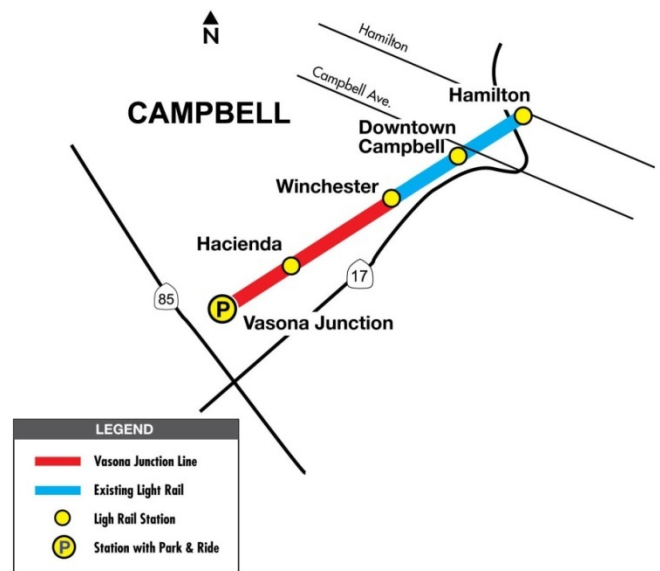 N
Hamilton
Campbell Ave.
CAMPBELL
Hamilton
Downtown
Campbell
Winchester
Hacienda
17
85
P
Vasona Junction
LEGEND
Vasona Junction Line
Existing Light Rail
Ligh Rail Station
P
Station with Park & Ride